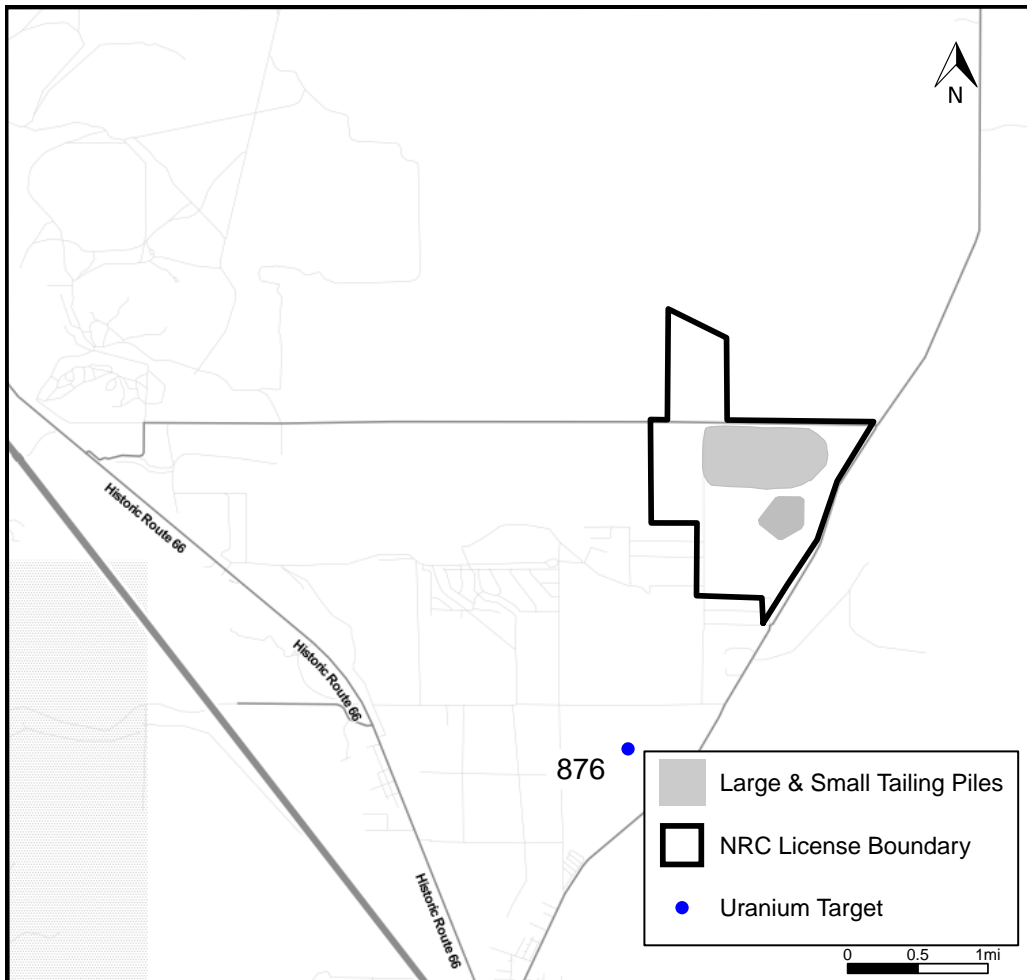 N
Historic Route 66
Historic Route 66
876
Large & Small Tailing Piles
NRC License Boundary
Uranium Target
Historic Route 66
0 0.5 1mi